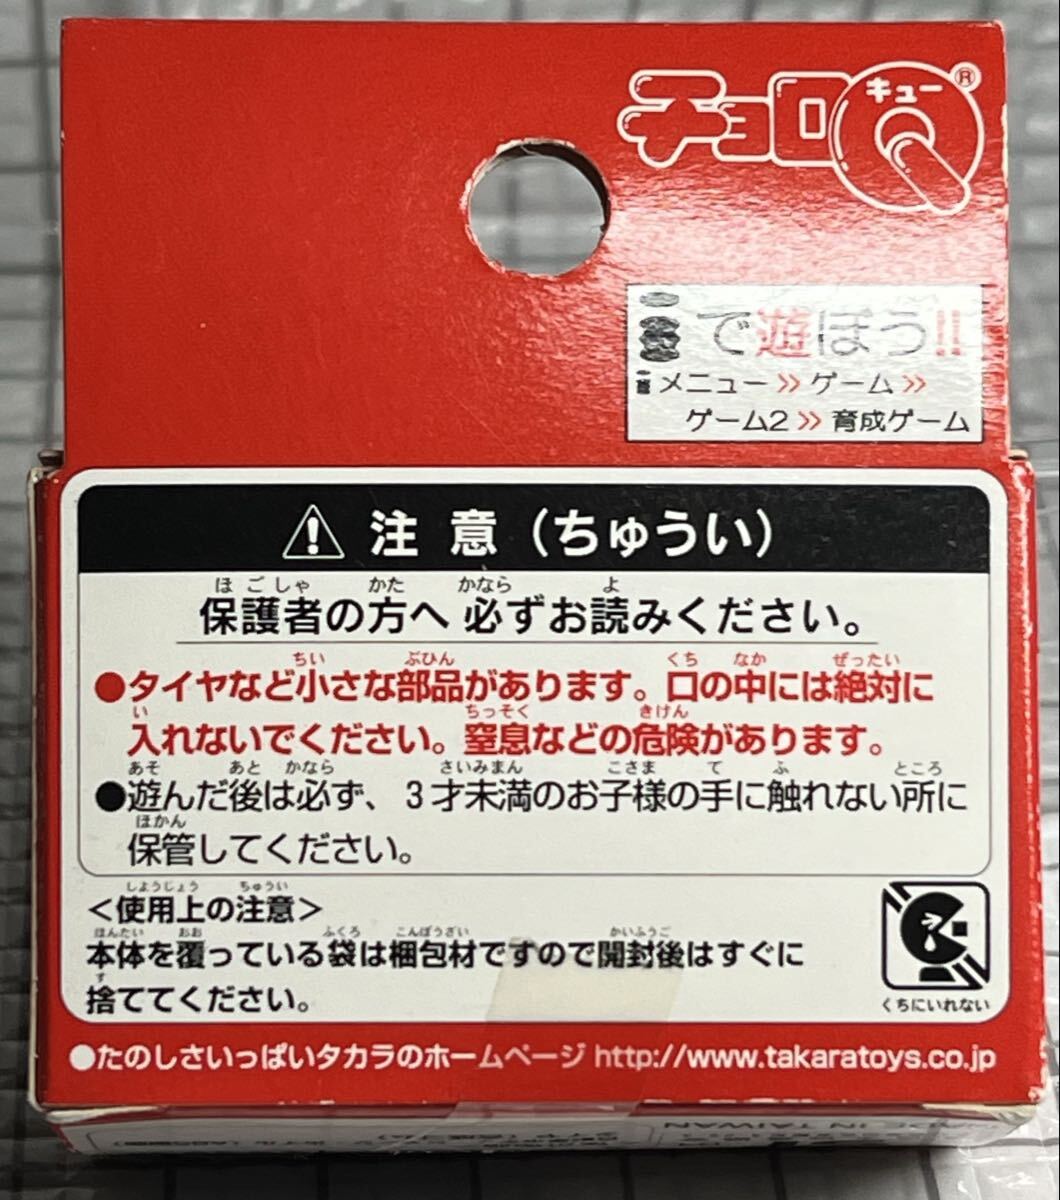 チョロQ®
キュー
で遊ぼう!!
メニュー>>ゲーム>>
ゲーム2>>育成ゲーム
注 意（ちゅうい）
ほごしゃ かた かなら よ
保護者の方へ 必ずお読みください。
ちい ぶひん くち なか ぜったい
●タイヤなど小さな部品があります。口の中には絶対に
い ちっそく きけん
入れないでください。窒息などの危険があります。
あそ あと かなら さいみまん こさま て ふ ところ
●遊んだ後は必ず、3才未満のお子様の手に触れない所に
ほかん
保管してください。
しようじょう ちゅうい
＜使用上の注意＞
ほんたい おお ふくろ こんぽうざい かいふうご
本体を覆っている袋は梱包材ですので開封後はすぐに
す
捨ててください。
くちにいれない
●たのしさいっぱいタカラのホームページ http://www.takaratoys.co.jp
IN TAIWAN